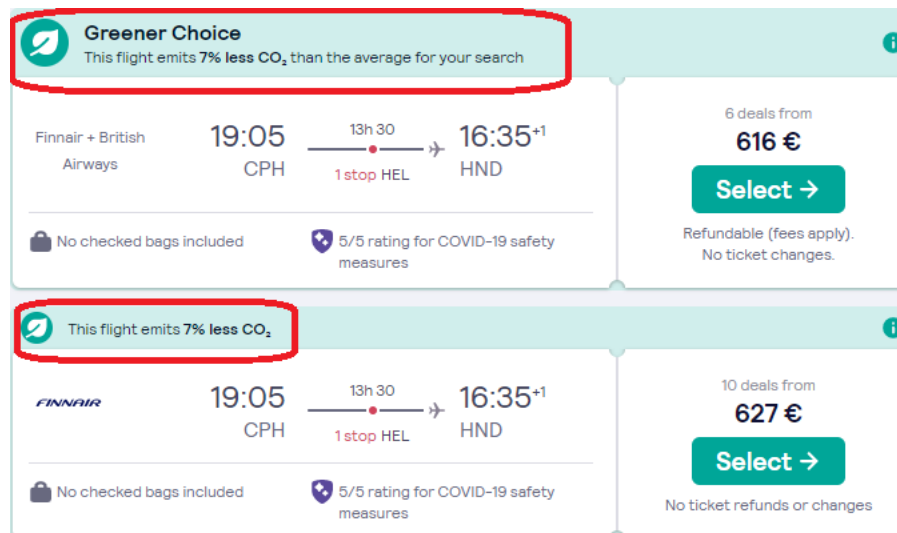 Greener Choice
This flight emits 7% less CO₂ than the average for your search
i
Finnair + British
Airways
19:05
CPH
13h 30
1 stop HEL
16:35+1
HND
6 deals from
616 €
Select →
Refundable (fees apply).
No ticket changes.
No checked bags included
5/5 rating for COVID-19 safety
measures
This flight emits 7% less CO₂
i
FINNAIR
19:05
CPH
13h 30
1 stop HEL
16:35+1
HND
10 deals from
627 €
Select →
No ticket refunds or changes
No checked bags included
5/5 rating for COVID-19 safety
measures